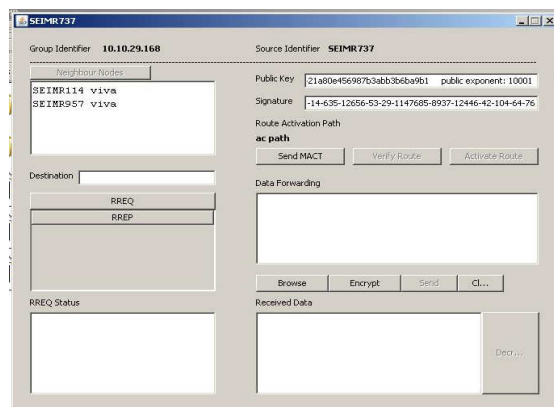 SEIMR737
Group Identifier 10.10.29.168
Source Identifier SEIMR737
Neighbour Nodes
SEIMR114 viva
SEIMR957 viva
Public Key 21a80e456987b3abb3b6ba9b1 public exponent: 10001
Signature -14-635-12656-53-29-1147685-8937-12446-42-104-64-76
Route Activation Path
ac path
Send MACT Verify Route Activate Route
Destination
RREQ
RREP
Data Forwarding
Browse Encrypt Send Cl...
RREQ Status
Received Data
Decr...